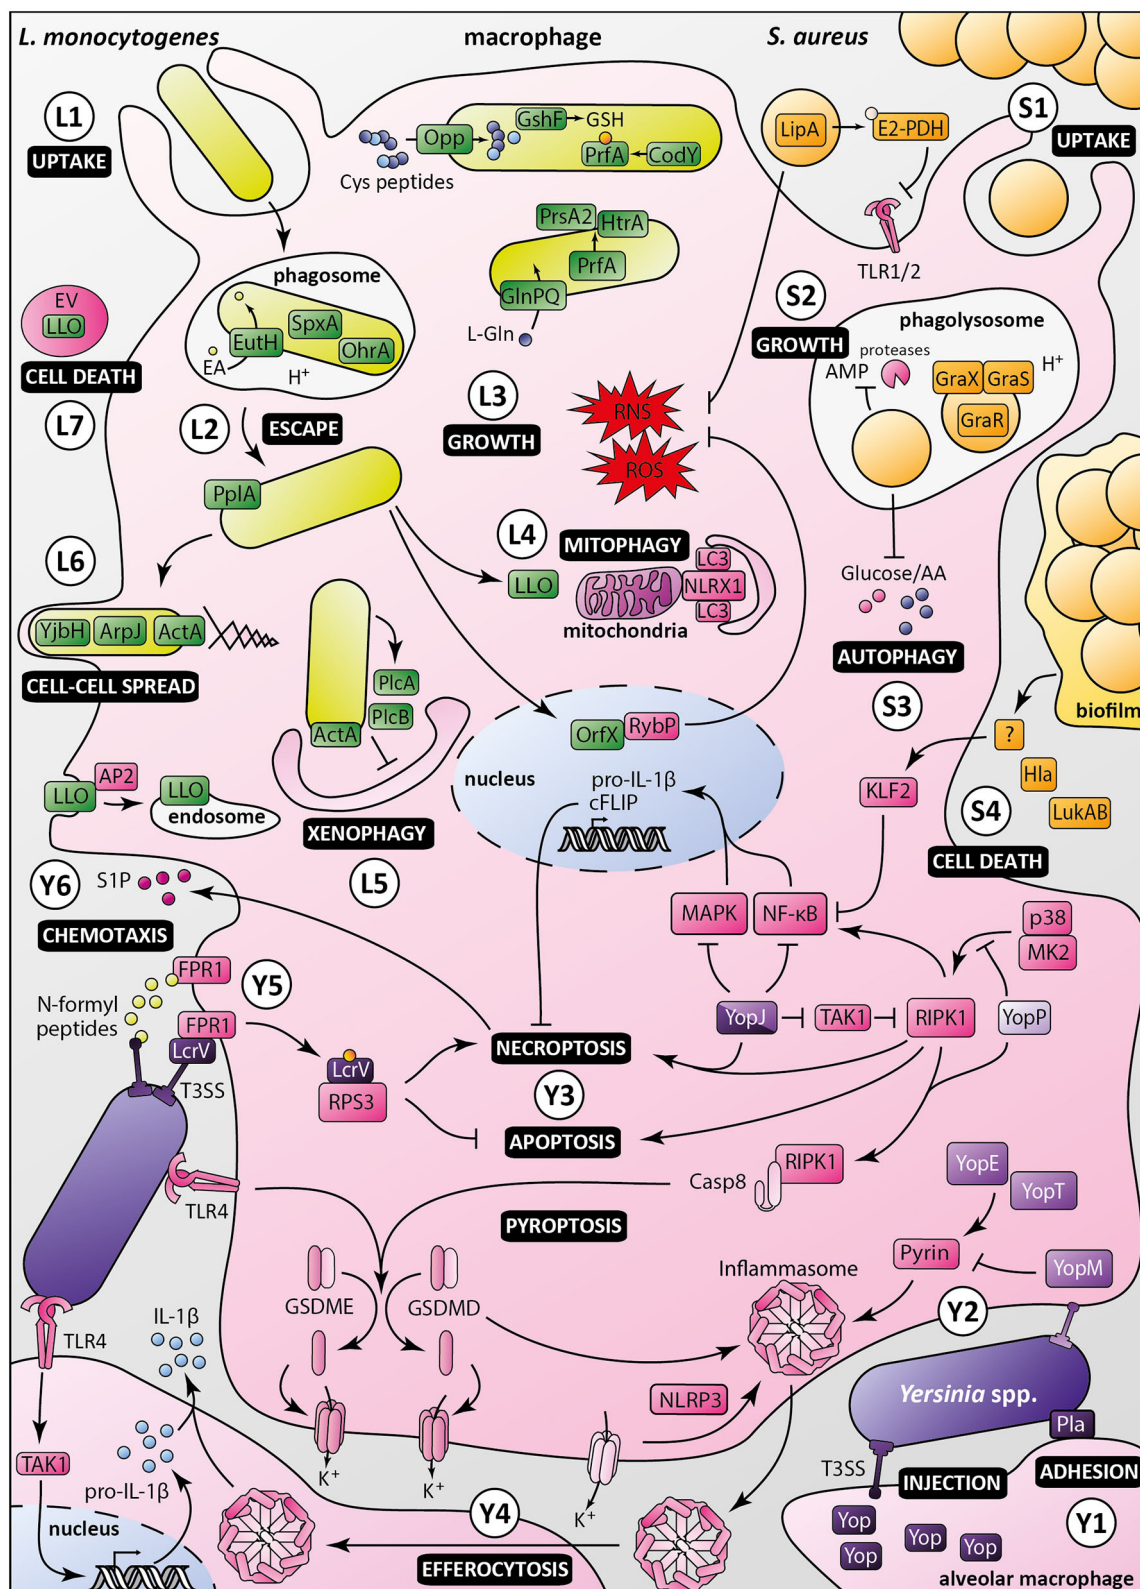 L. monocytogenes
macrophage
S. aureus
L1
UPTAKE
Opp
GshF
GSH
PrfA
CodY
Cys peptides
LipA
E2-PDH
S1
UPTAKE
TLR1/2
PrsA2
HtrA
PrfA
GlnPQ
L-Gln
phagosome
EutH
SpxA
OhrA
EA
H+
EV
LLO
CELL DEATH
L7
L2
ESCAPE
L3
GROWTH
RNS
ROS
S2
GROWTH
phagolysosome
proteases
AMP
GraX
GraS
GraR
H+
PplA
L4
MITOPHAGY
LLO
LC3
NLRX1
LC3
mitochondria
Glucose/AA
AUTOPHAGY
S3
L6
YjbH
ArpJ
ActA
CELL-CELL SPREAD
PlcA
PlcB
ActA
XENOPHAGY
L5
AP2
LLO
LLO
endosome
OrfX
RybP
nucleus
pro-IL-1β
cFLIP
biofilm
?
Hla
LukAB
KLF2
S4
CELL DEATH
Y6
S1P
CHEMOTAXIS
MAPK
NF-κB
p38
MK2
FPR1
Y5
N-formyl
peptides
FPR1
LcrV
T3SS
LcrV
RPS3
YopJ
TAK1
RIPK1
YopP
NECROPTOSIS
Y3
APOPTOSIS
RIPK1
Casp8
PYROPTOSIS
YopE
YopT
Pyrin
YopM
TLR4
GSDME
GSDMD
Inflammasome
Y2
TLR4
IL-1β
NLRP3
Yersinia spp.
Pla
K+
K+
K+
TAK1
pro-IL-1β
nucleus
Y4
EFFEROCYTOSIS
T3SS
INJECTION
ADHESION
Y1
Yop
Yop
Yop
Yop
alveolar macrophage